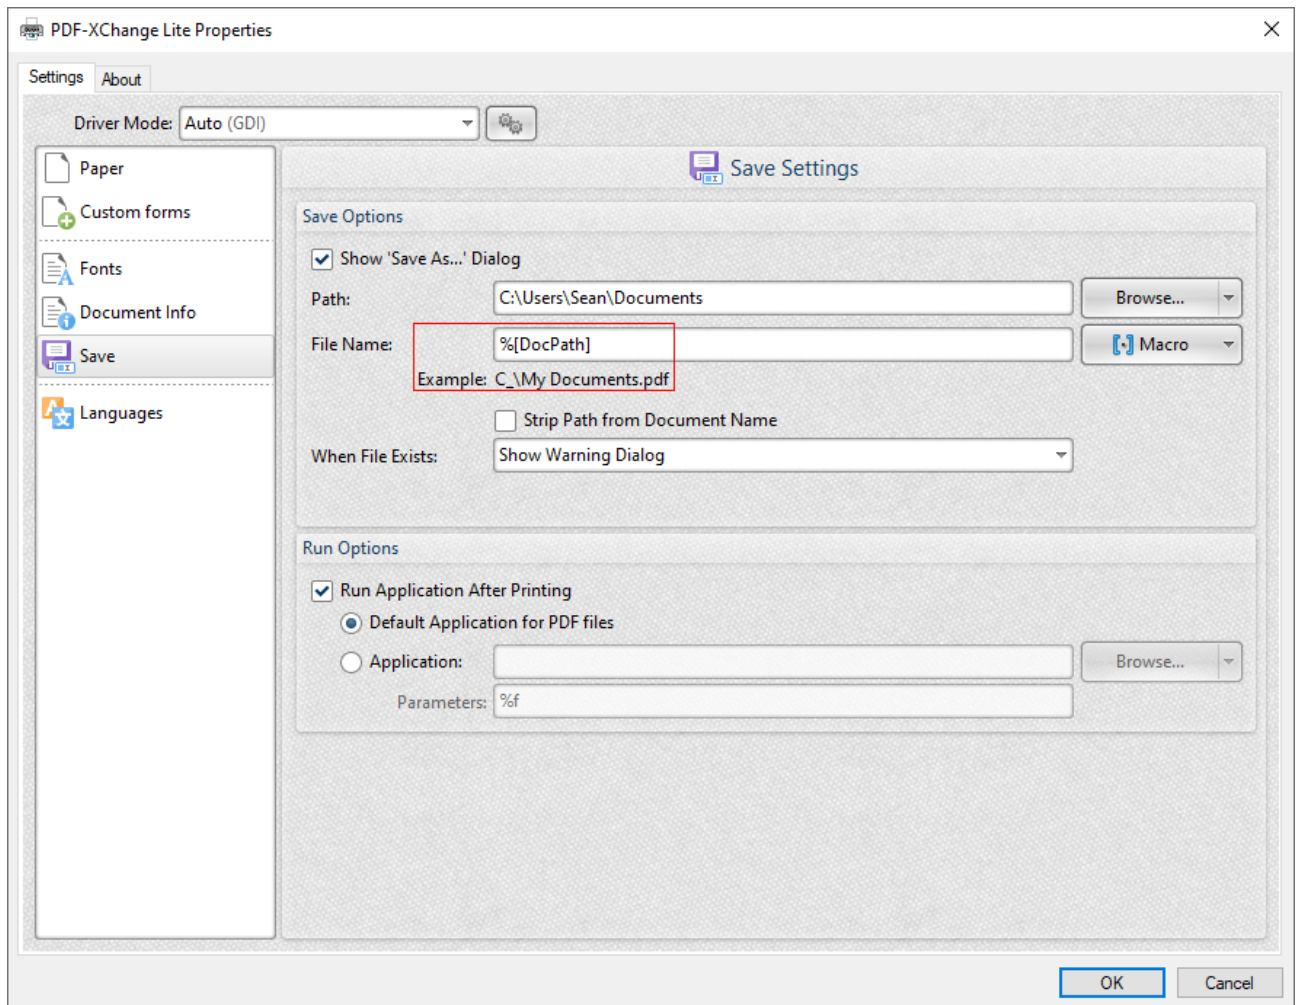 PDF-XChange Lite Properties
Settings
About
Driver Mode: Auto (GDI)
Paper
Custom forms
Fonts
Document Info
Save
Languages
Save Settings
Save Options
Show 'Save As...' Dialog
Path: C:\Users\Sean\Documents Browse...
File Name: %[DocPath] Macro
Example: C_\My Documents.pdf
Strip Path from Document Name
When File Exists: Show Warning Dialog
Run Options
Run Application After Printing
Default Application for PDF files
Application: Browse...
Parameters: %f
OK Cancel